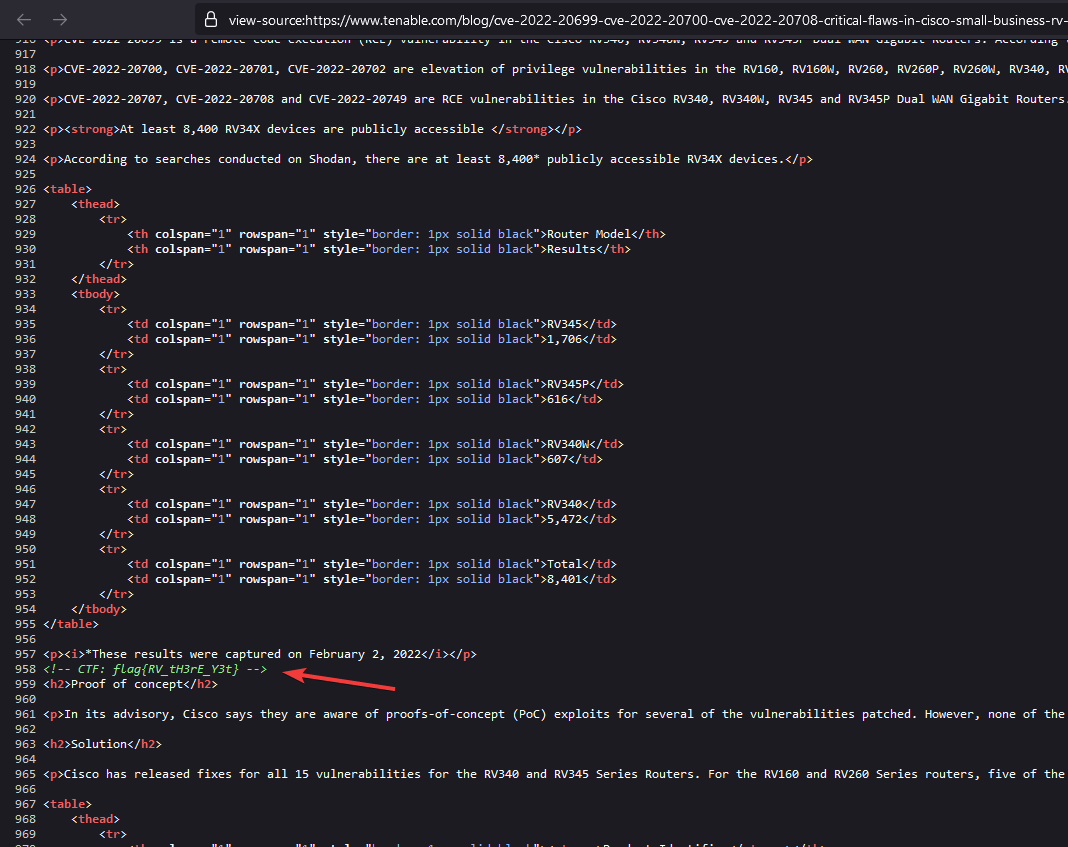 view-source:https://www.tenable.com/blog/cve-2022-20699-cve-2022-20700-cve-2022-20708-critical-flaws-in-cisco-small-business-rv-
916 <p>CVE-2022-20699 is a remote code execution (RCE) vulnerability in the Cisco RV340, RV340W, RV345 and RV345P Dual WAN Gigabit Routers. According
917
918 <p>CVE-2022-20700, CVE-2022-20701, CVE-2022-20702 are elevation of privilege vulnerabilities in the RV160, RV160W, RV260, RV260P, RV260W, RV340, RV
919
920 <p>CVE-2022-20707, CVE-2022-20708 and CVE-2022-20749 are RCE vulnerabilities in the Cisco RV340, RV340W, RV345 and RV345P Dual WAN Gigabit Routers.
921
922 <p><strong>At least 8,400 RV34X devices are publicly accessible </strong></p>
923
924 <p>According to searches conducted on Shodan, there are at least 8,400* publicly accessible RV34X devices.</p>
925
926 <table>
927 <thead>
928 <tr>
929 <th colspan="1" rowspan="1" style="border: 1px solid black">Router Model</th>
930 <th colspan="1" rowspan="1" style="border: 1px solid black">Results</th>
931 </tr>
932 </thead>
933 <tbody>
934 <tr>
935 <td colspan="1" rowspan="1" style="border: 1px solid black">RV345</td>
936 <td colspan="1" rowspan="1" style="border: 1px solid black">1,706</td>
937 </tr>
938 <tr>
939 <td colspan="1" rowspan="1" style="border: 1px solid black">RV345P</td>
940 <td colspan="1" rowspan="1" style="border: 1px solid black">616</td>
941 </tr>
942 <tr>
943 <td colspan="1" rowspan="1" style="border: 1px solid black">RV340W</td>
944 <td colspan="1" rowspan="1" style="border: 1px solid black">607</td>
945 </tr>
946 <tr>
947 <td colspan="1" rowspan="1" style="border: 1px solid black">RV340</td>
948 <td colspan="1" rowspan="1" style="border: 1px solid black">5,472</td>
949 </tr>
950 <tr>
951 <td colspan="1" rowspan="1" style="border: 1px solid black">Total</td>
952 <td colspan="1" rowspan="1" style="border: 1px solid black">8,401</td>
953 </tr>
954 </tbody>
955 </table>
956
957 <p><i>*These results were captured on February 2, 2022</i></p>
958 <!-- CTF: flag{RV_tH3rE_Y3t} -->
959 <h2>Proof of concept</h2>
960
961 <p>In its advisory, Cisco says they are aware of proofs-of-concept (PoC) exploits for several of the vulnerabilities patched. However, none of the
962
963 <h2>Solution</h2>
964
965 <p>Cisco has released fixes for all 15 vulnerabilities for the RV340 and RV345 Series Routers. For the RV160 and RV260 Series routers, five of the
966
967 <table>
968 <thead>
969 <tr>